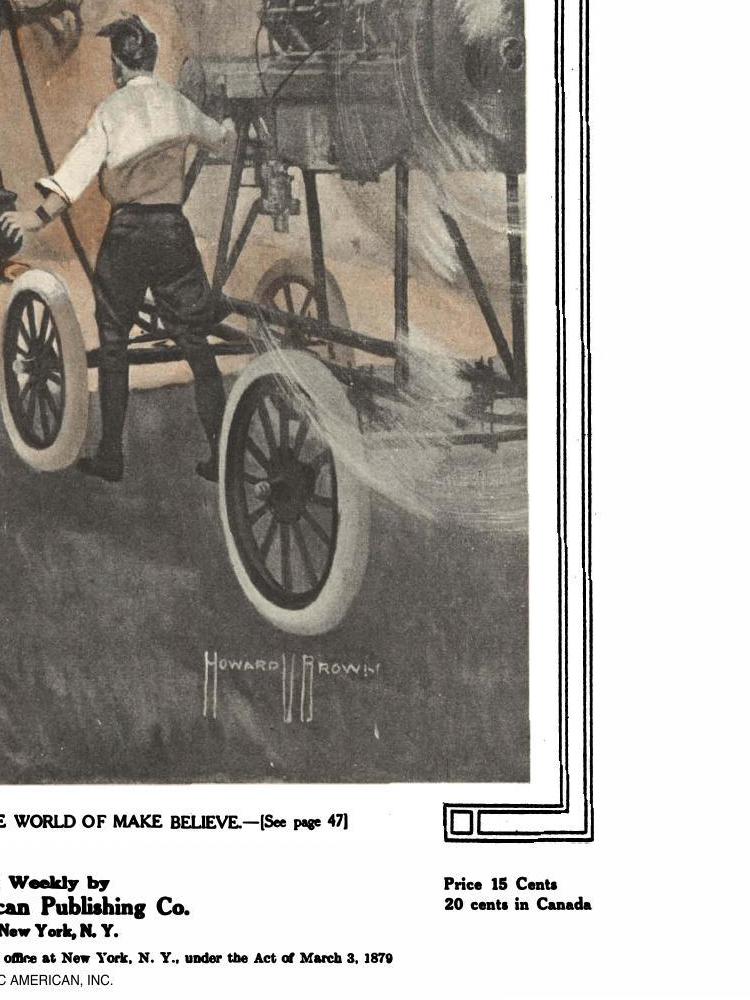 HOWARD V BROWN
E WORLD OF MAKE BELIEVE.—[See page 47]
Weekly by
can Publishing Co.
New York, N. Y.
office at New York, N. Y., under the Act of March 3, 1879
C AMERICAN, INC.
Price 15 Cents
20 cents in Canada